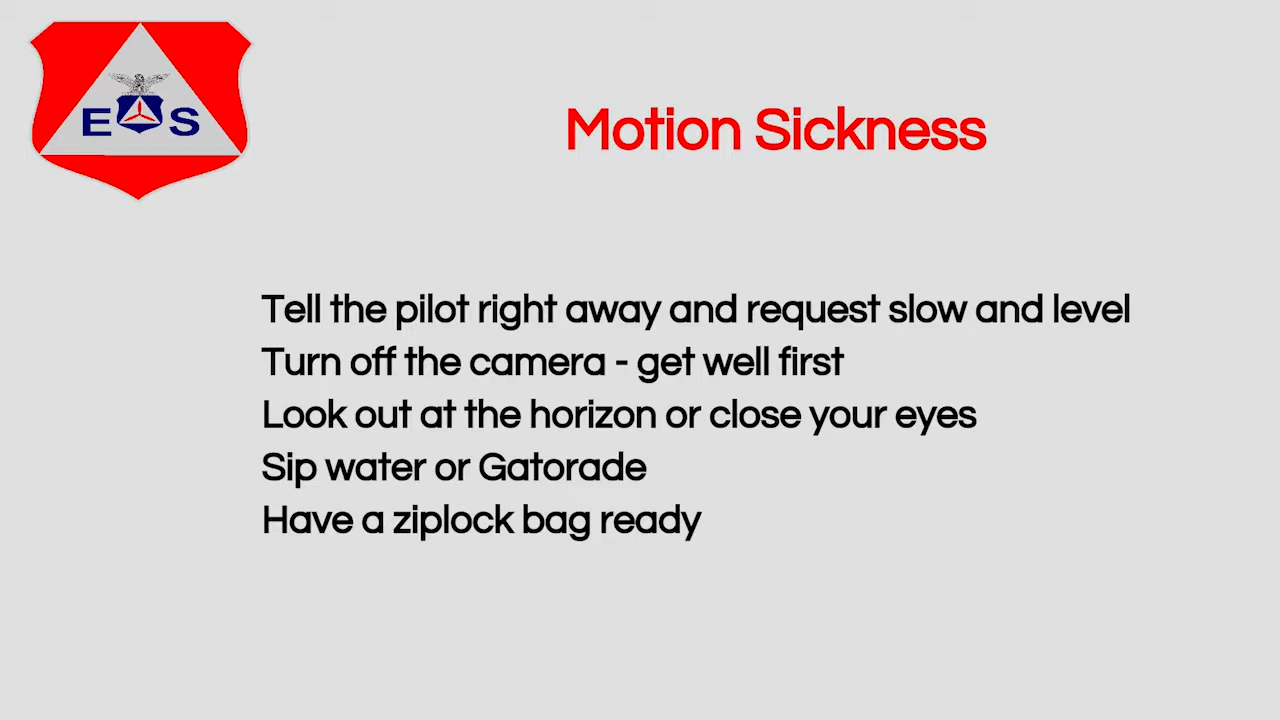 E S
Motion Sickness
Tell the pilot right away and request slow and level
Turn off the camera - get well first
Look out at the horizon or close your eyes
Sip water or Gatorade
Have a ziplock bag ready